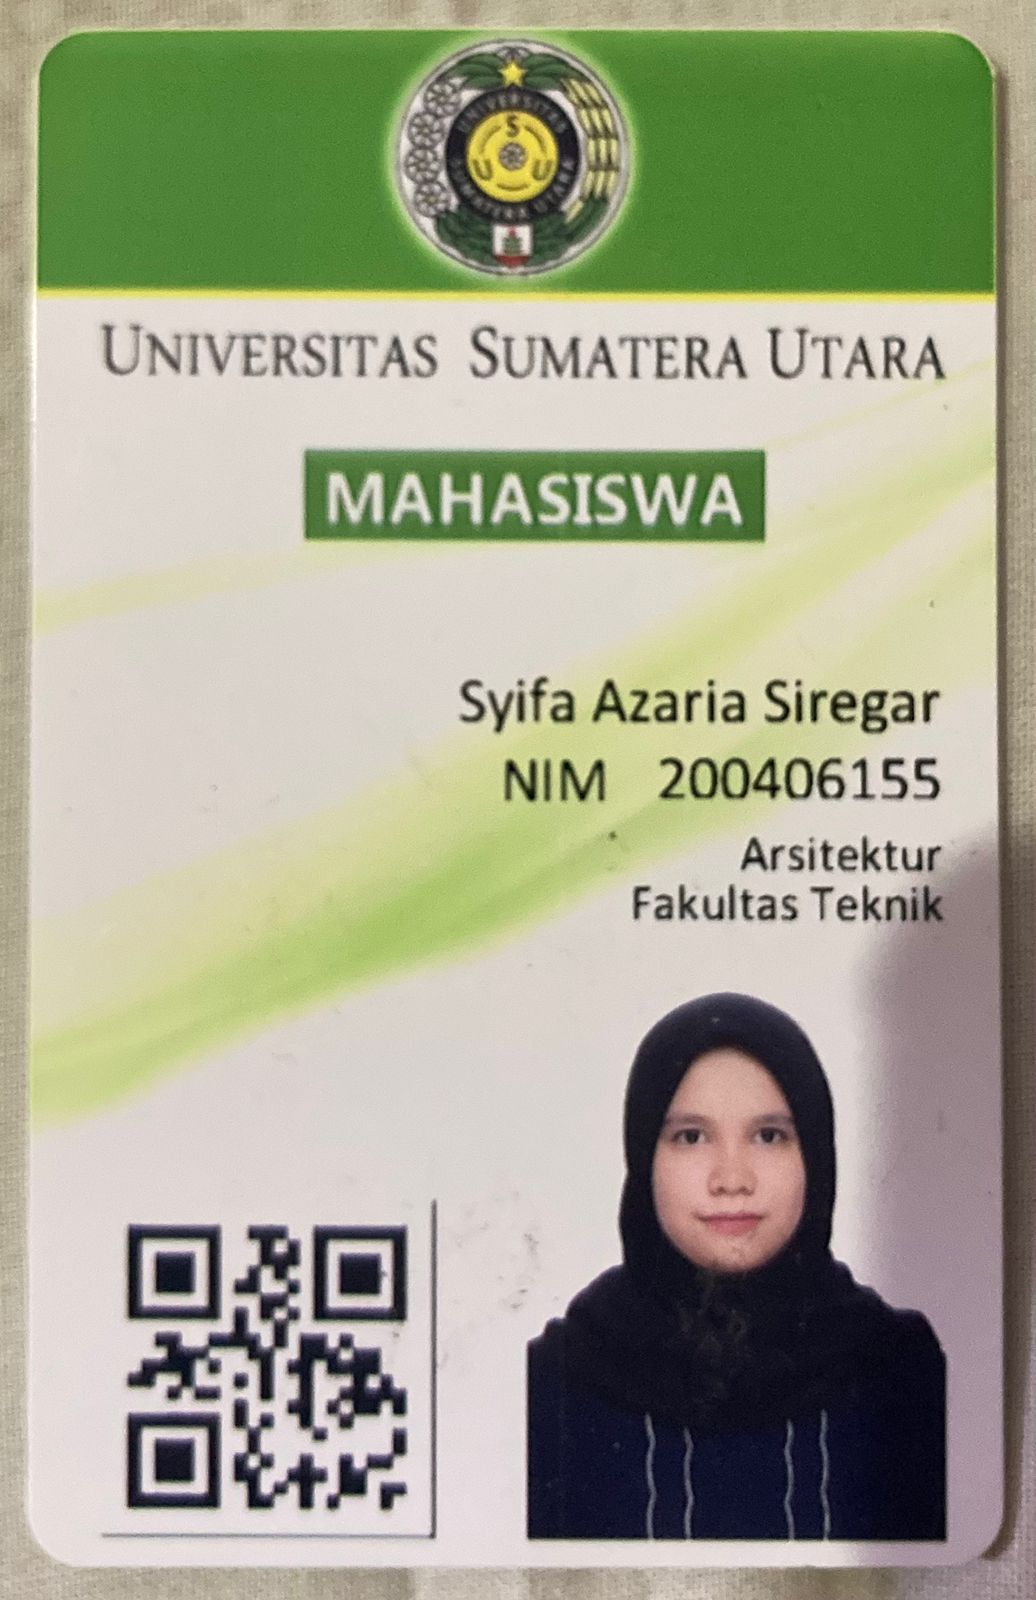 UNIVERSITAS
SUMATERA UTARA
S
U U
UNIVERSITAS SUMATERA UTARA
MAHASISWA
Syifa Azaria Siregar
NIM 200406155
Arsitektur
Fakultas Teknik